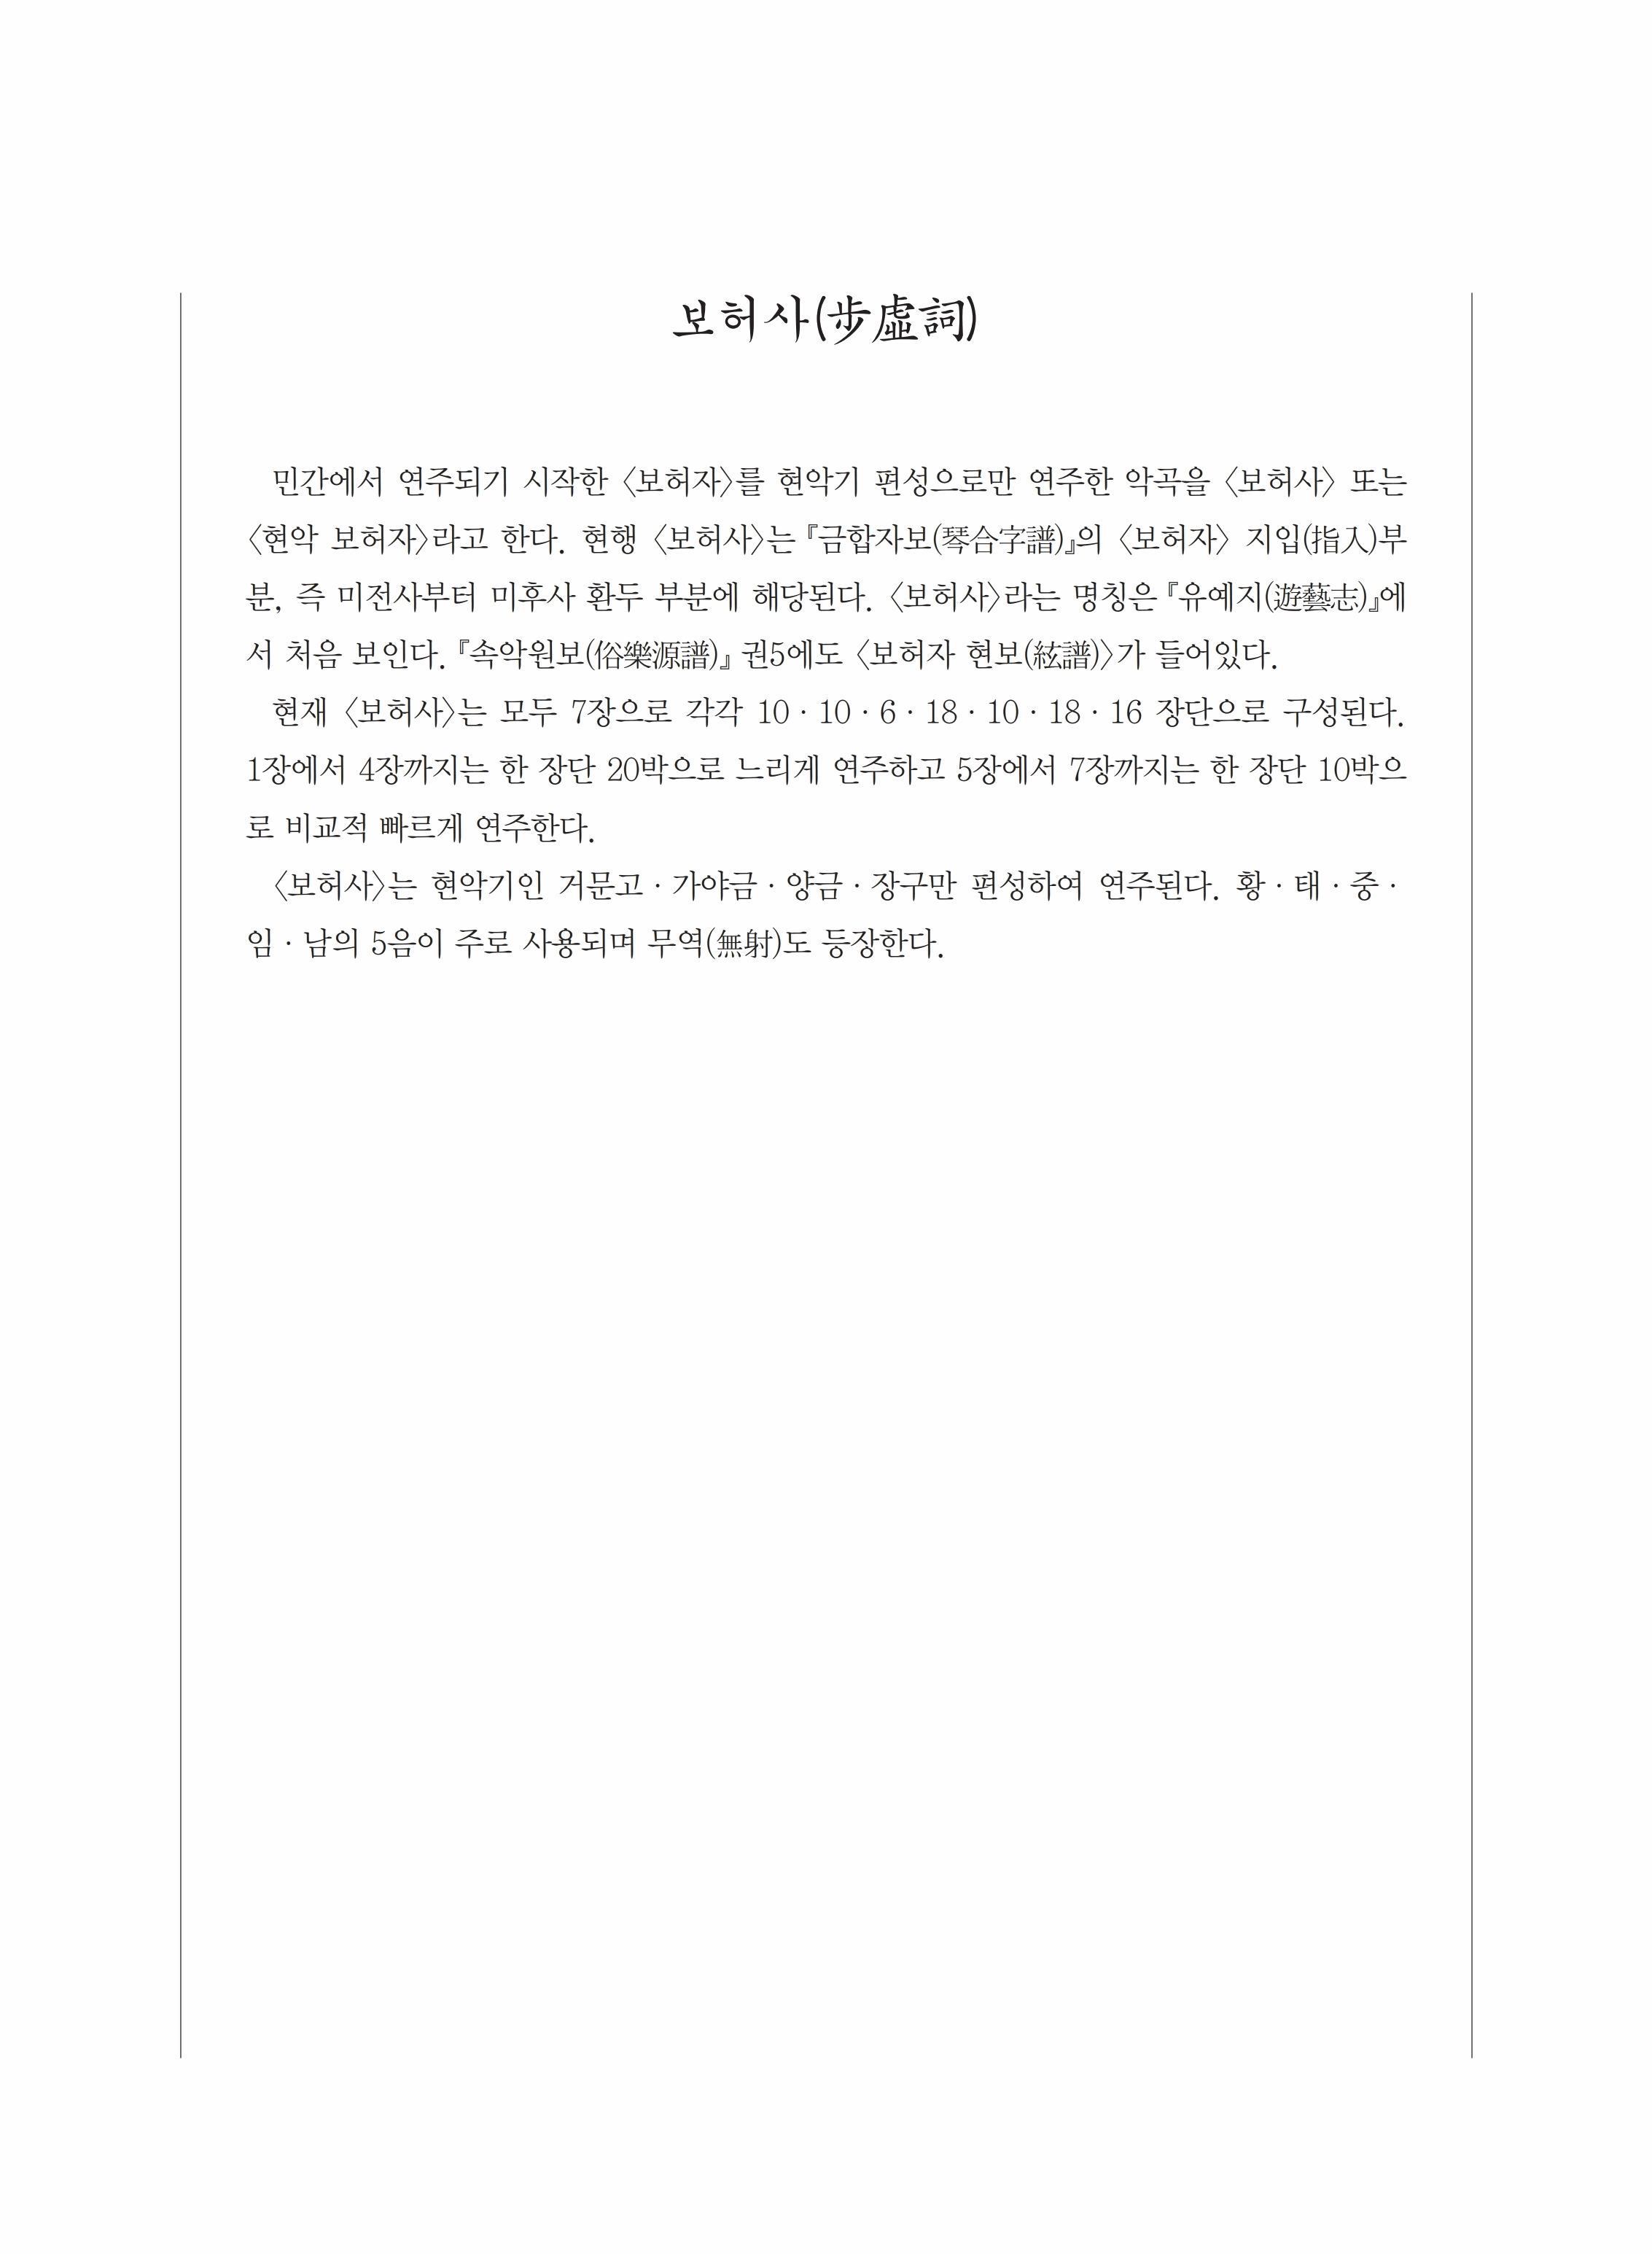 보허사(步虛詞)
민간에서 연주되기 시작한 〈보허자〉를 현악기 편성으로만 연주한 악곡을 〈보허사〉 또는
〈현악 보허자〉라고 한다. 현행 〈보허사〉는 『금합자보(琴合字譜)』의 〈보허자〉 지입(指入)부
분, 즉 미전사부터 미후사 환두 부분에 해당된다. 〈보허사〉라는 명칭은 『유예지(遊藝志)』에
서 처음 보인다. 『속악원보(俗樂源譜)』 권5에도 〈보허자 현보(絃譜)〉가 들어있다.
현재 〈보허사〉는 모두 7장으로 각각 10 · 10 · 6 · 18 · 10 · 18 · 16 장단으로 구성된다.
1장에서 4장까지는 한 장단 20박으로 느리게 연주하고 5장에서 7장까지는 한 장단 10박으
로 비교적 빠르게 연주한다.
〈보허사〉는 현악기인 거문고 · 가야금 · 양금 · 장구만 편성하여 연주된다. 황 · 태 · 중 ·
임 · 남의 5음이 주로 사용되며 무역(無射)도 등장한다.